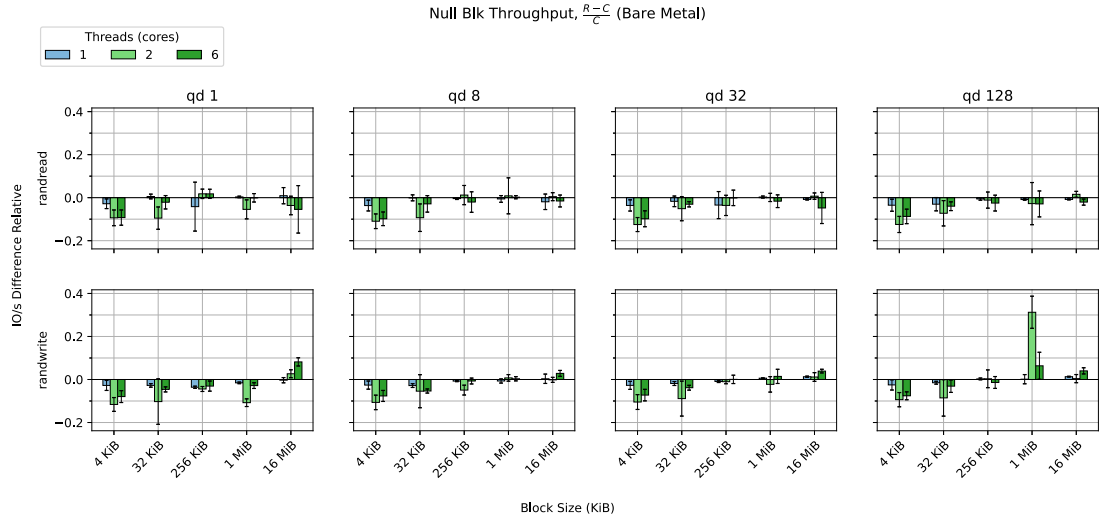 Null Blk Throughput, \frac{R-C}{C} (Bare Metal)
Threads (cores)
1 2 6
qd 1 qd 8 qd 32 qd 128
IO/s Difference Relative
randread
0.4
0.2
0.0
−0.2
randwrite
0.4
0.2
0.0
−0.2
4 KiB 32 KiB 256 KiB 1 MiB 16 MiB 4 KiB 32 KiB 256 KiB 1 MiB 16 MiB 4 KiB 32 KiB 256 KiB 1 MiB 16 MiB 4 KiB 32 KiB 256 KiB 1 MiB 16 MiB
Block Size (KiB)